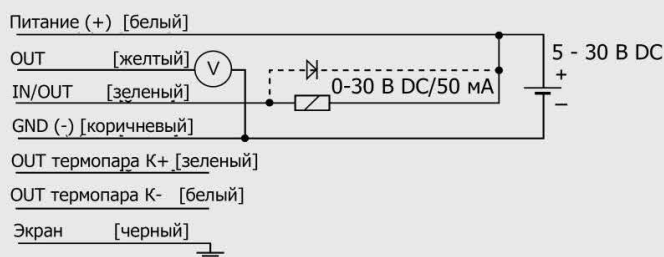 Питание (+) [белый]
OUT [желтый]
V
5 - 30 В DC
+
IN/OUT [зеленый]
0-30 В DC/50 мА
−
GND (-) [коричневый]
OUT термопара K+ [зеленый]
OUT термопара K- [белый]
Экран [черный]